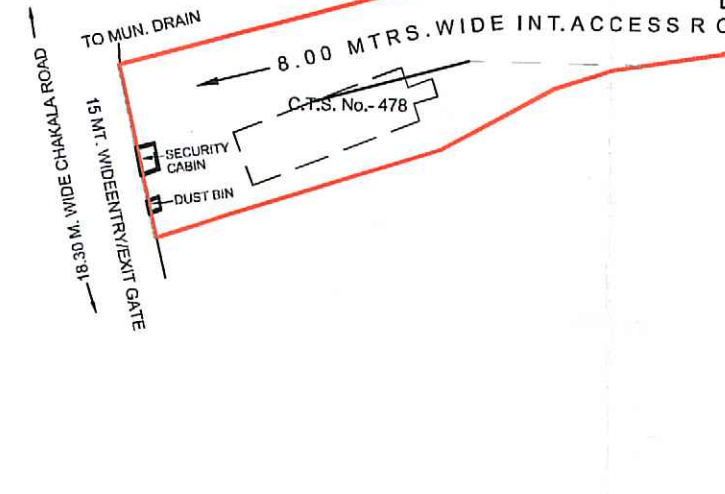 TO MUN. DRAIN
8.00 MTRS. WIDE INT. ACCESS R
C.T.S. No.- 478
SECURITY
CABIN
DUST BIN
18.30 M. WIDE CHAKALA ROAD
15 MT. WIDEENTRY/EXIT GATE